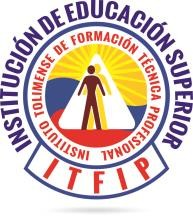 INSTITUCIÓN DE EDUCACIÓN SUPERIOR
INSTITUTO TOLIMENSE DE FORMACIÓN TÉCNICA PROFESIONAL
ITFIP